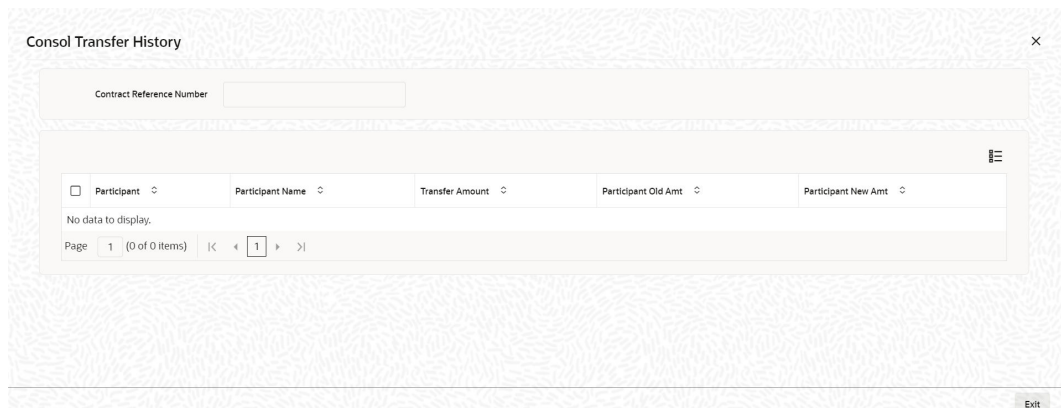 Consol Transfer History
Contract Reference Number
Participant Participant Name Transfer Amount Participant Old Amt Participant New Amt
No data to display.
Page 1 (0 of 0 items) 1
Exit